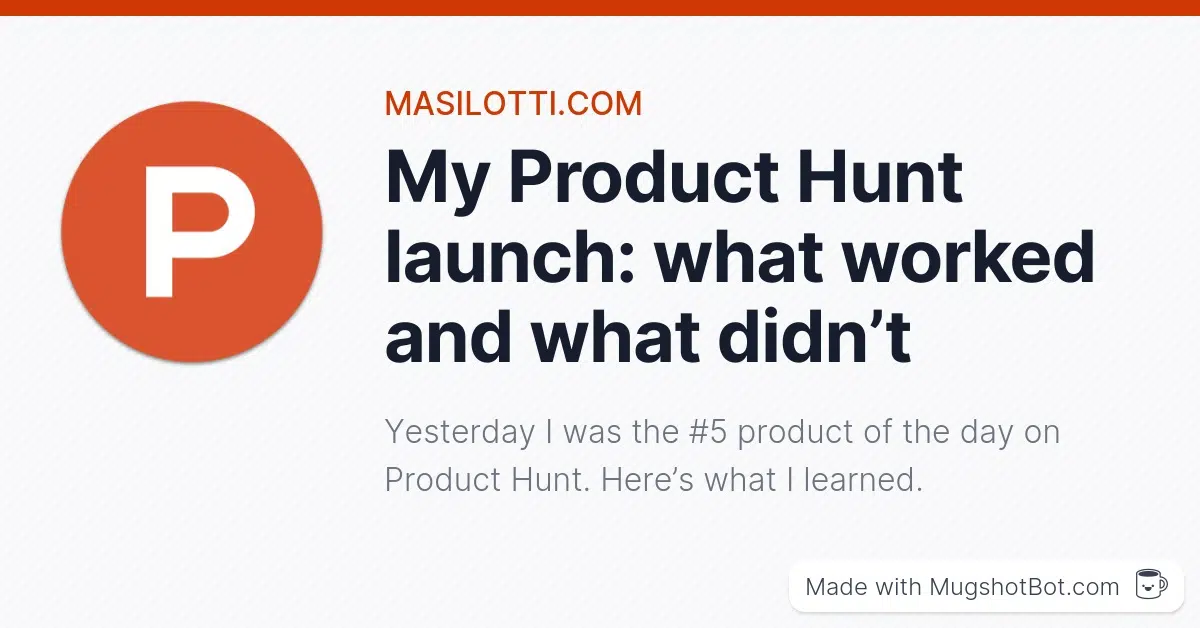 P
MASILOTTI.COM
My Product Hunt
launch: what worked
and what didn’t
Yesterday I was the #5 product of the day on
Product Hunt. Here’s what I learned.
Made with MugshotBot.com